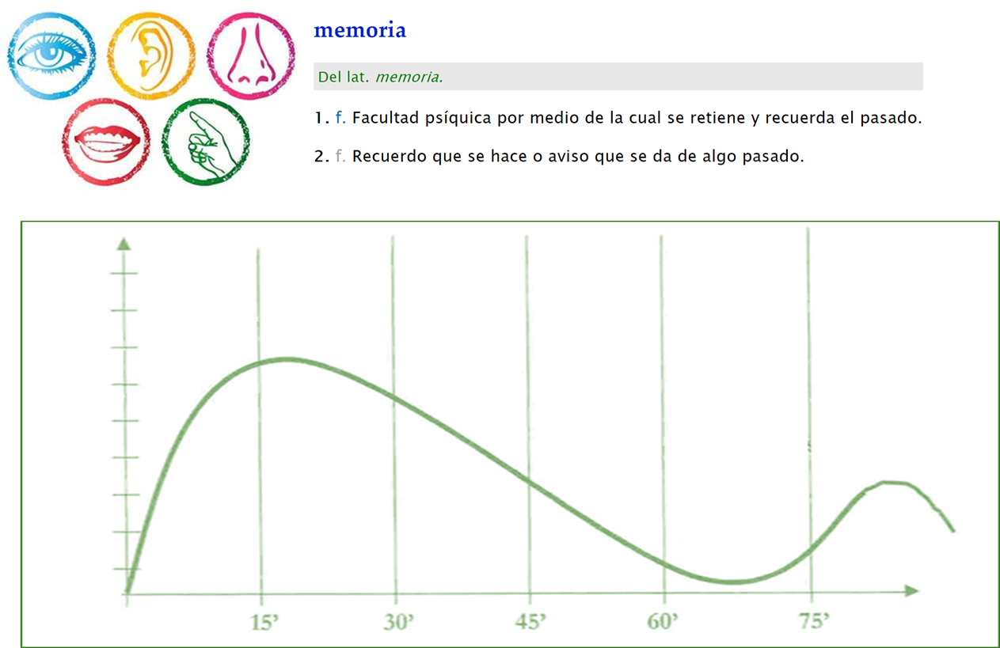 memoria
Del lat. memoria.
1. f. Facultad psíquica por medio de la cual se retiene y recuerda el pasado.
2. f. Recuerdo que se hace o aviso que se da de algo pasado.
15’ 30’ 45’ 60’ 75’